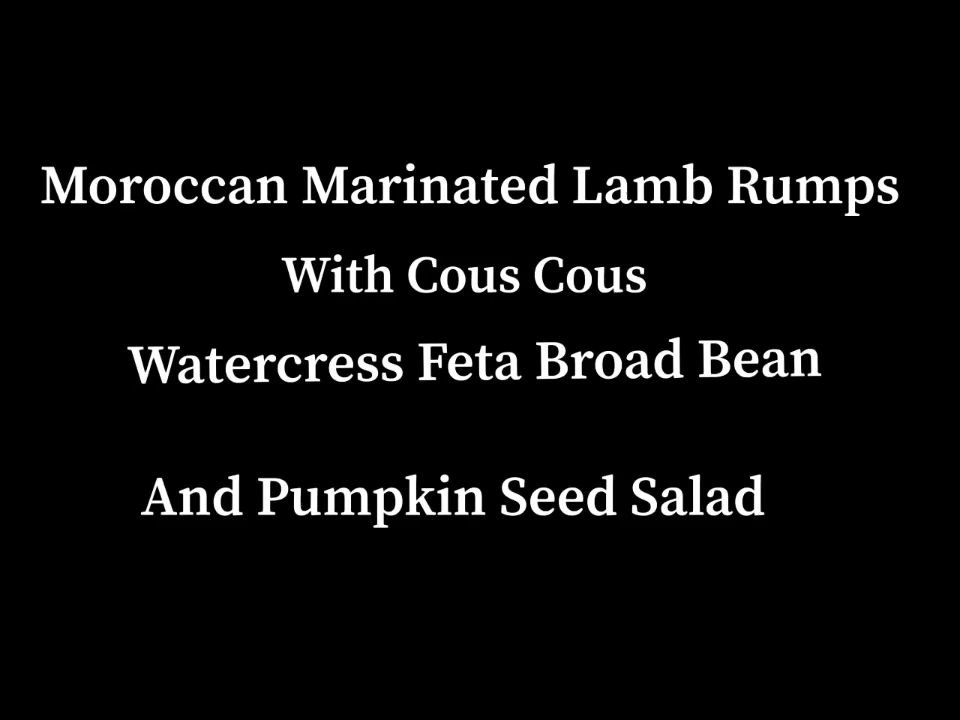 Moroccan Marinated Lamb Rumps
With Cous Cous
Watercress Feta Broad Bean
And Pumpkin Seed Salad